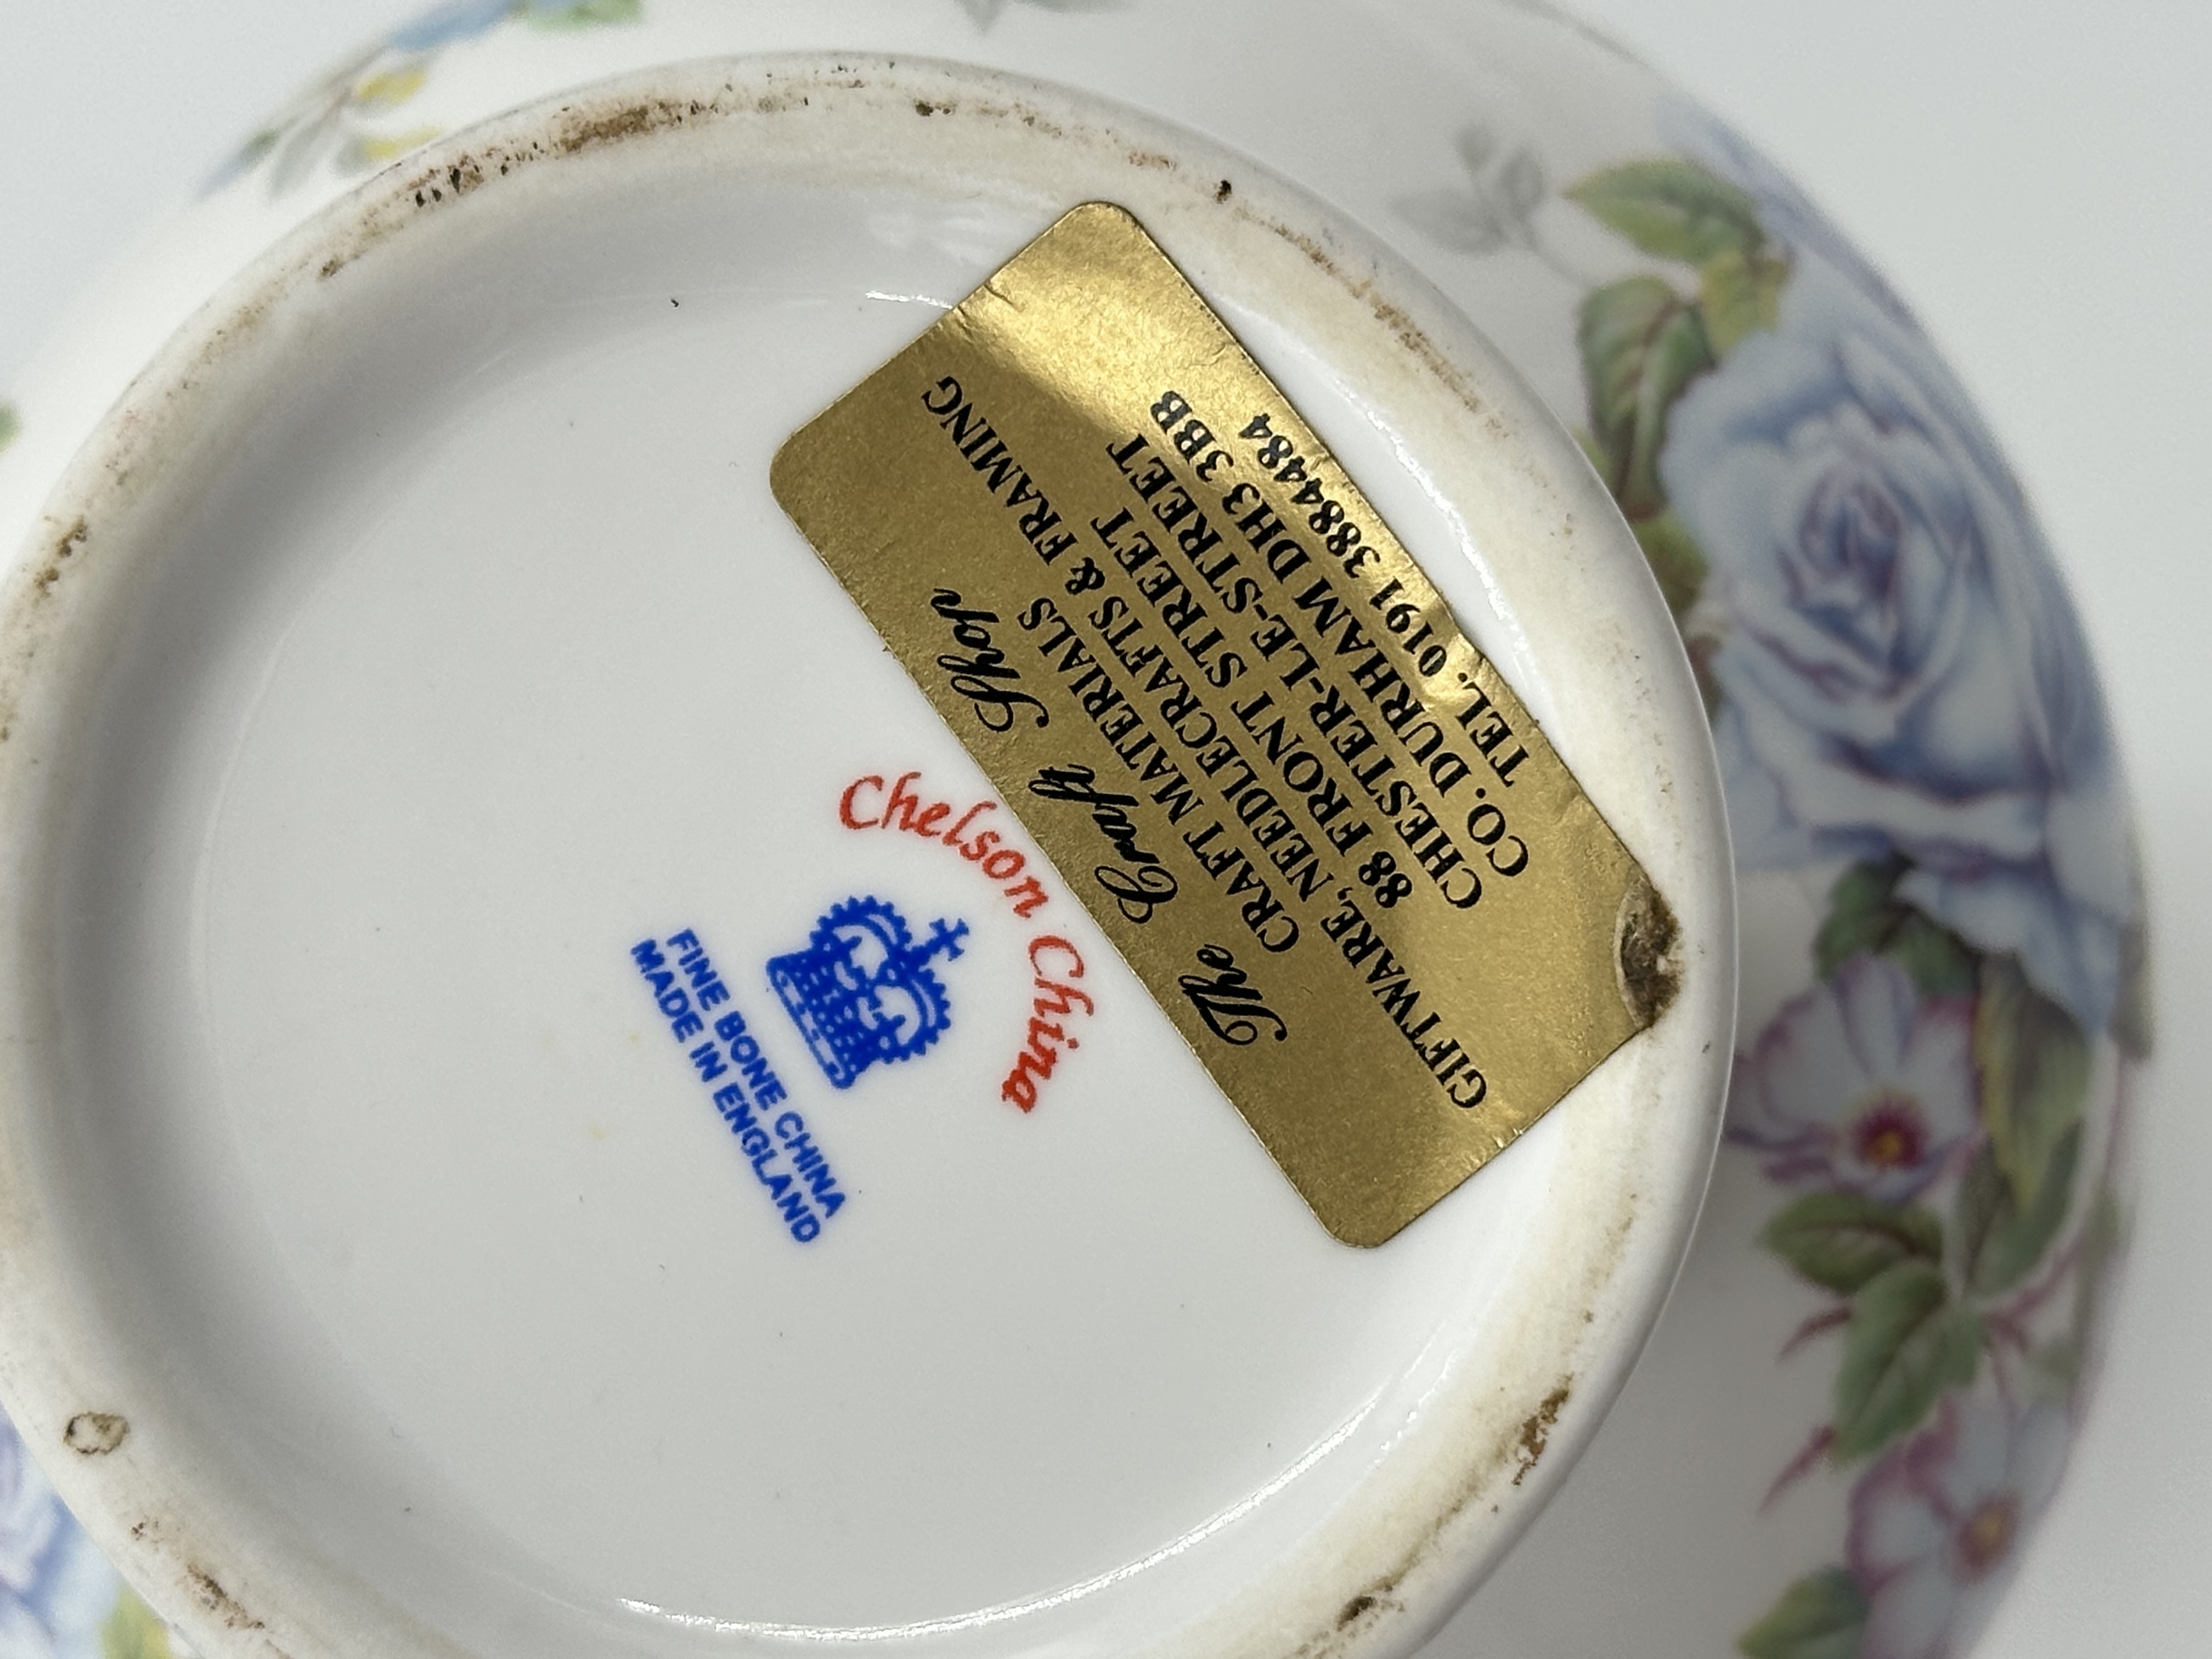 The Craft Shop
CRAFT MATERIALS
GIFTWARE, NEEDLECRAFTS & FRAMING
88 FRONT STREET
CHESTER-LE-STREET
CO. DURHAM DH3 3BB
TEL. 0191 3884484
Chelson China
FINE BONE CHINA
MADE IN ENGLAND